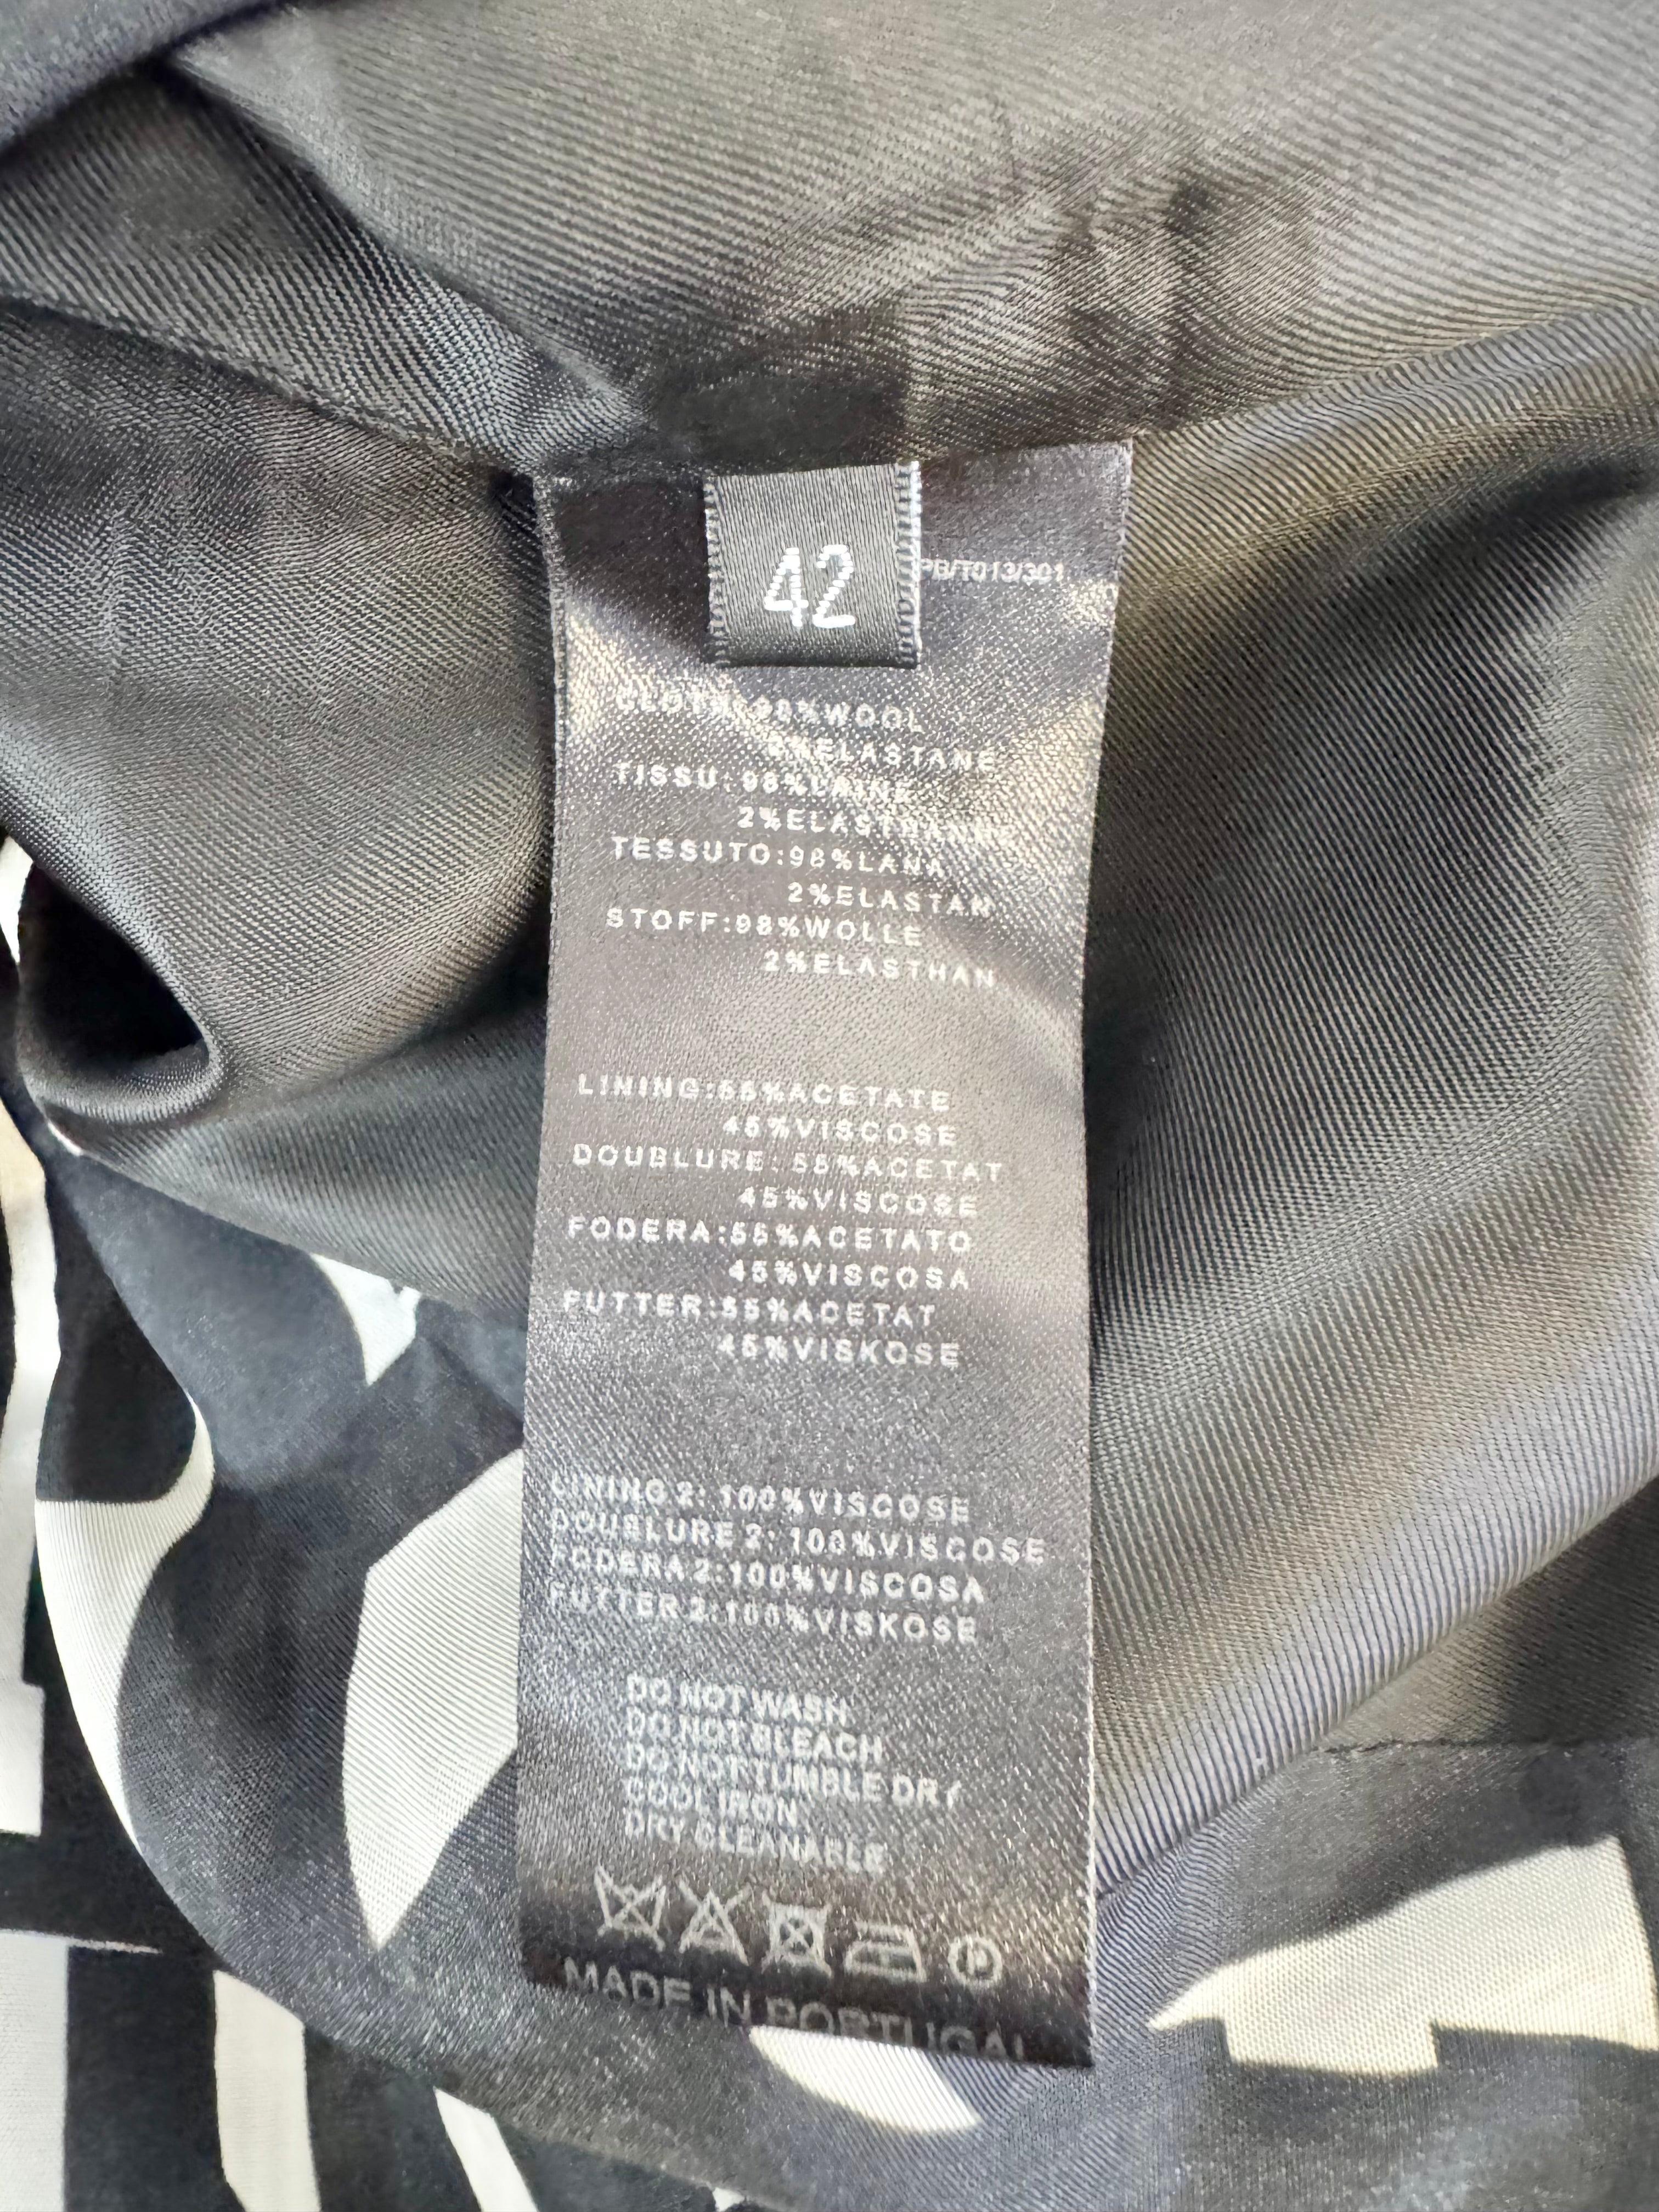 42
PB/T013/301
CLOTH:98%WOOL
2%ELASTANE
TISSU:98%LAINE
2%ELASTHANNE
TESSUTO:98%LANA
2%ELASTAN
STOFF:98%WOLLE
2%ELASTHAN
LINING:55%ACETATE
45%VISCOSE
DOUBLURE: 55%ACETAT
45%VISCOSE
FODERA:55%ACETATO
45%VISCOSA
FUTTER:55%ACETAT
45%VISKOSE
LINING 2: 100%VISCOSE
DOUBLURE 2: 100%VISCOSE
FODERA 2:100%VISCOSA
FUTTER 2:100%VISKOSE
DO NOT WASH
DO NOT BLEACH
DO NOT TUMBLE DRY
COOL IRON
DRY CLEANABLE
P
MADE IN PORTUGAL